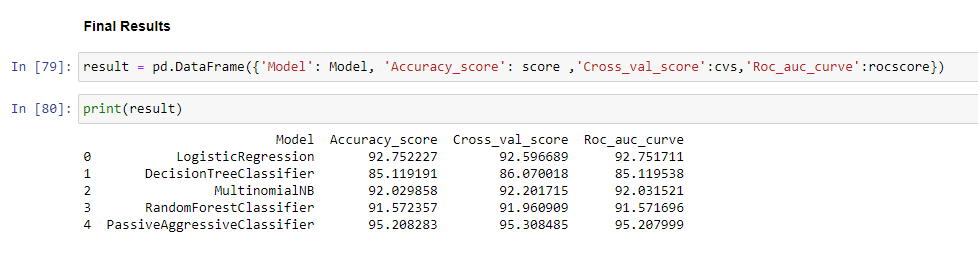 Final Results
In [79]: result = pd.DataFrame({'Model': Model, 'Accuracy_score': score ,'Cross_val_score':cvs,'Roc_auc_curve':rocscore})
In [80]: print(result)
Model Accuracy_score Cross_val_score Roc_auc_curve
0 LogisticRegression 92.752227 92.596689 92.751711
1 DecisionTreeClassifier 85.119191 86.070018 85.119538
2 MultinomialNB 92.029858 92.201715 92.031521
3 RandomForestClassifier 91.572357 91.960909 91.571696
4 PassiveAggressiveClassifier 95.208283 95.308485 95.207999